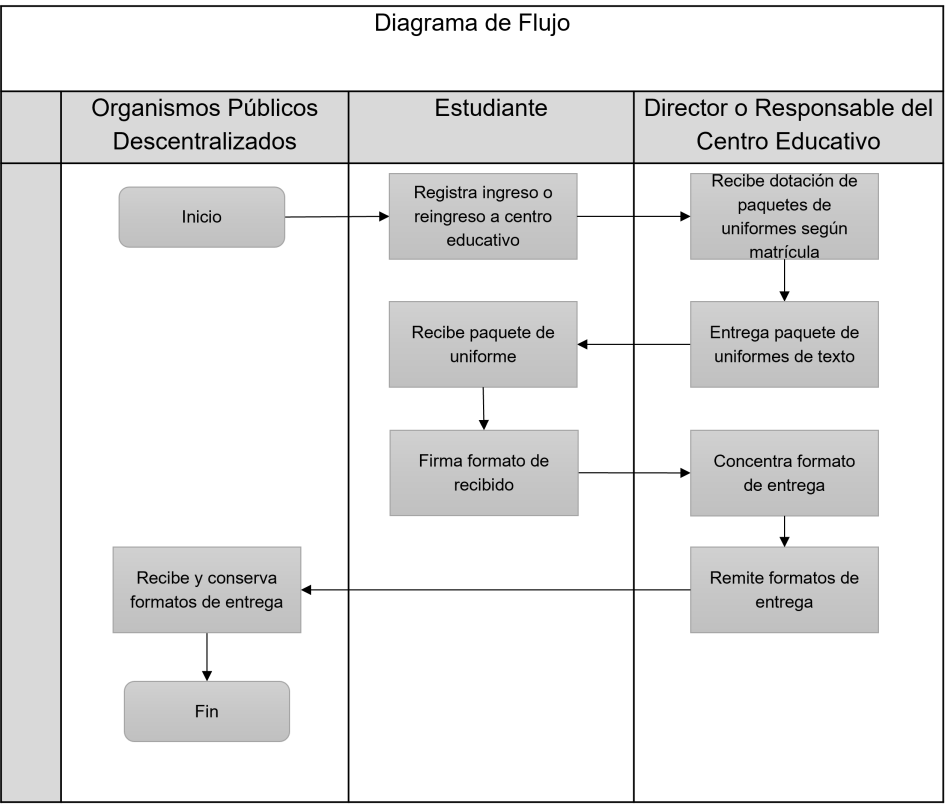 Diagrama de Flujo
Organismos Públicos
Descentralizados
Estudiante
Director o Responsable del
Centro Educativo
Inicio
Registra ingreso o
reingreso a centro
educativo
Recibe dotación de
paquetes de
uniformes según
matrícula
Recibe paquete de
uniforme
Entrega paquete de
uniformes de texto
Firma formato de
recibido
Concentra formato
de entrega
Recibe y conserva
formatos de entrega
Remite formatos de
entrega
Fin